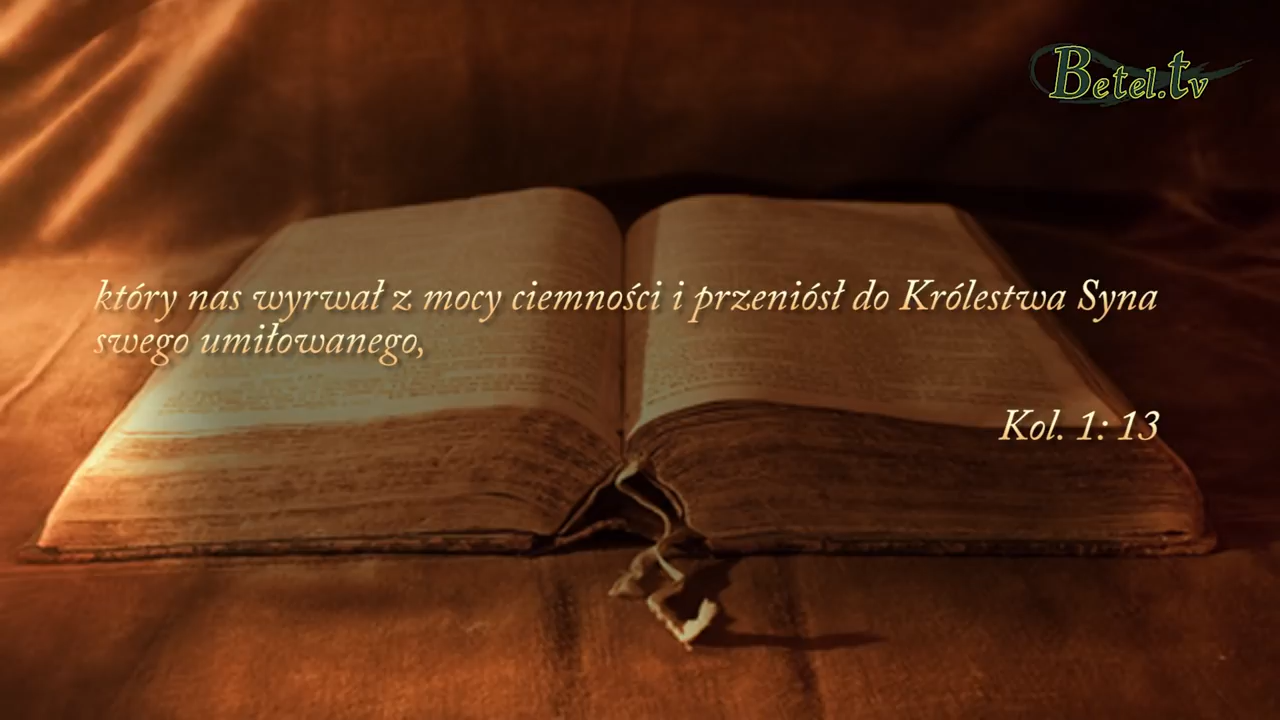 Betel.tv
który nas wyrwał z mocy ciemności i przeniósł do Królestwa Syna
swego umiłowanego,
Kol. 1: 13